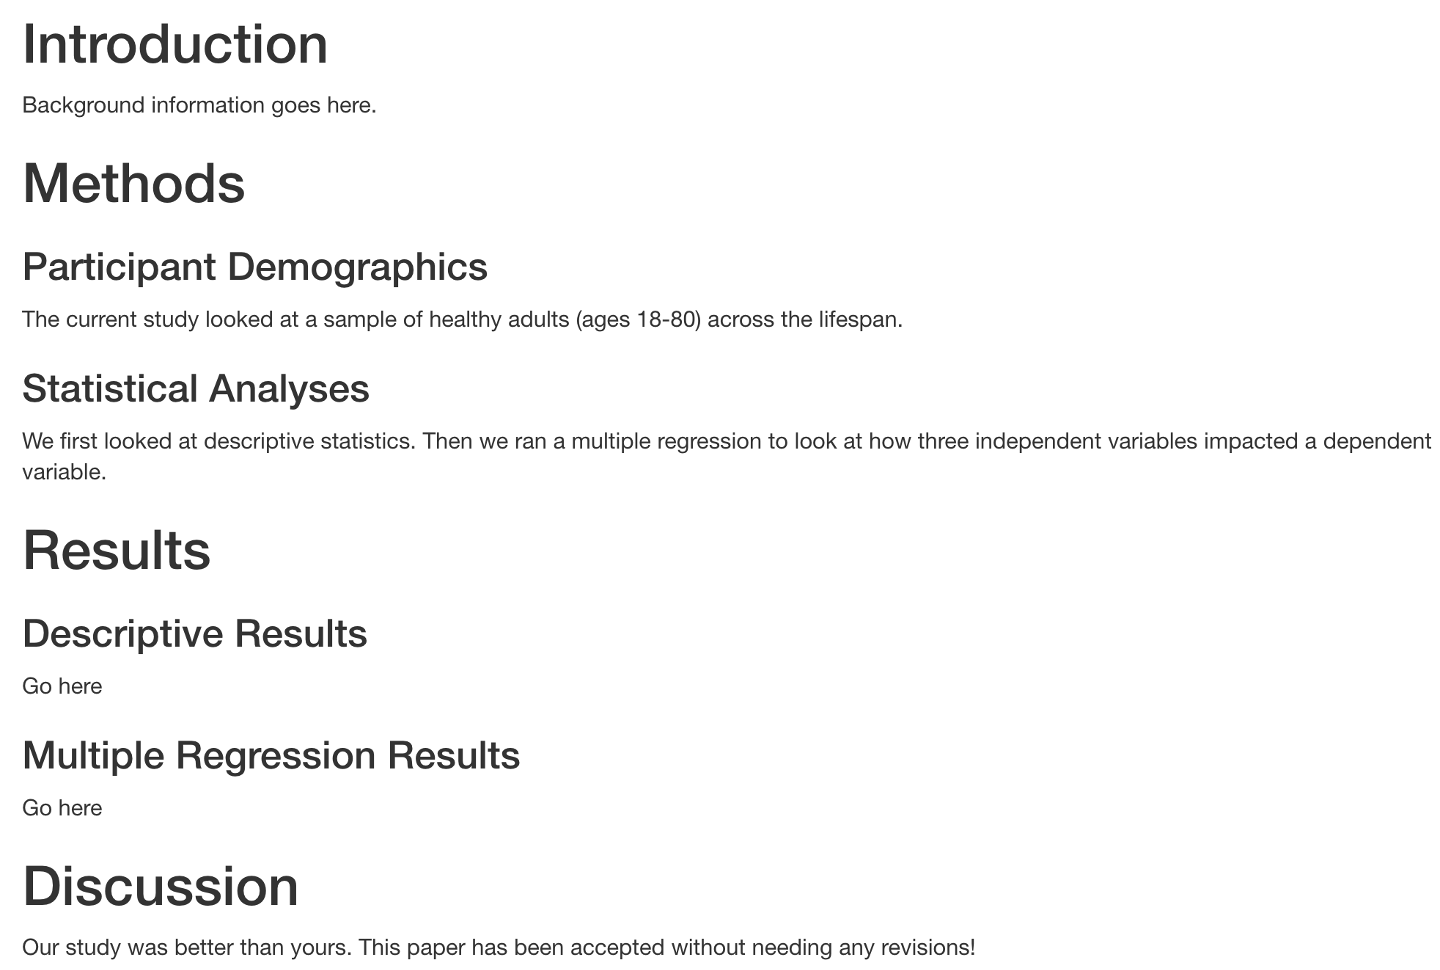 Introduction
Background information goes here.
Methods
Participant Demographics
The current study looked at a sample of healthy adults (ages 18-80) across the lifespan.
Statistical Analyses
We first looked at descriptive statistics. Then we ran a multiple regression to look at how three independent variables impacted a dependent
variable.
Results
Descriptive Results
Go here
Multiple Regression Results
Go here
Discussion
Our study was better than yours. This paper has been accepted without needing any revisions!